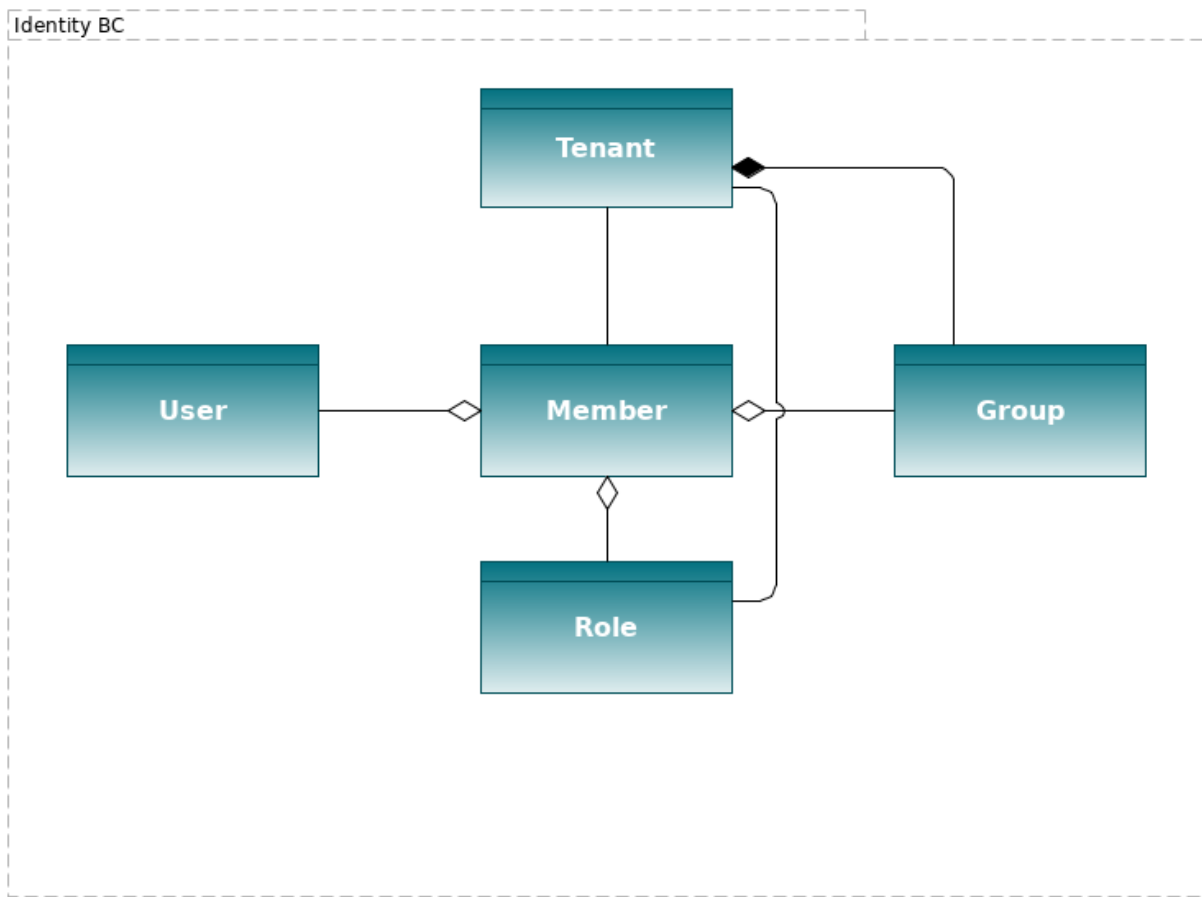 Identity BC
Tenant
User
Member
Group
Role